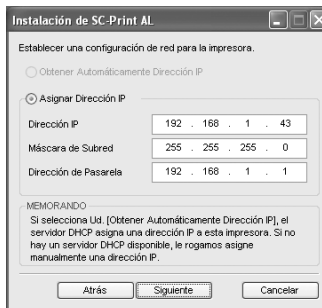 Instalación de SC-Print AL
Establecer una configuración de red para la impresora.
Obtener Automáticamente Dirección IP
Asignar Dirección IP
Dirección IP 192 . 168 . 1 . 43
Máscara de Subred 255 . 255 . 255 . 0
Dirección de Pasarela 192 . 168 . 1 . 1
MEMORANDO
Si selecciona Ud. [Obtener Automáticamente Dirección IP], el
servidor DHCP asigna una dirección IP a esta impresora. Si no
hay un servidor DHCP disponible, le rogamos asigne
manualmente una dirección IP.
Atrás Siguiente Cancelar